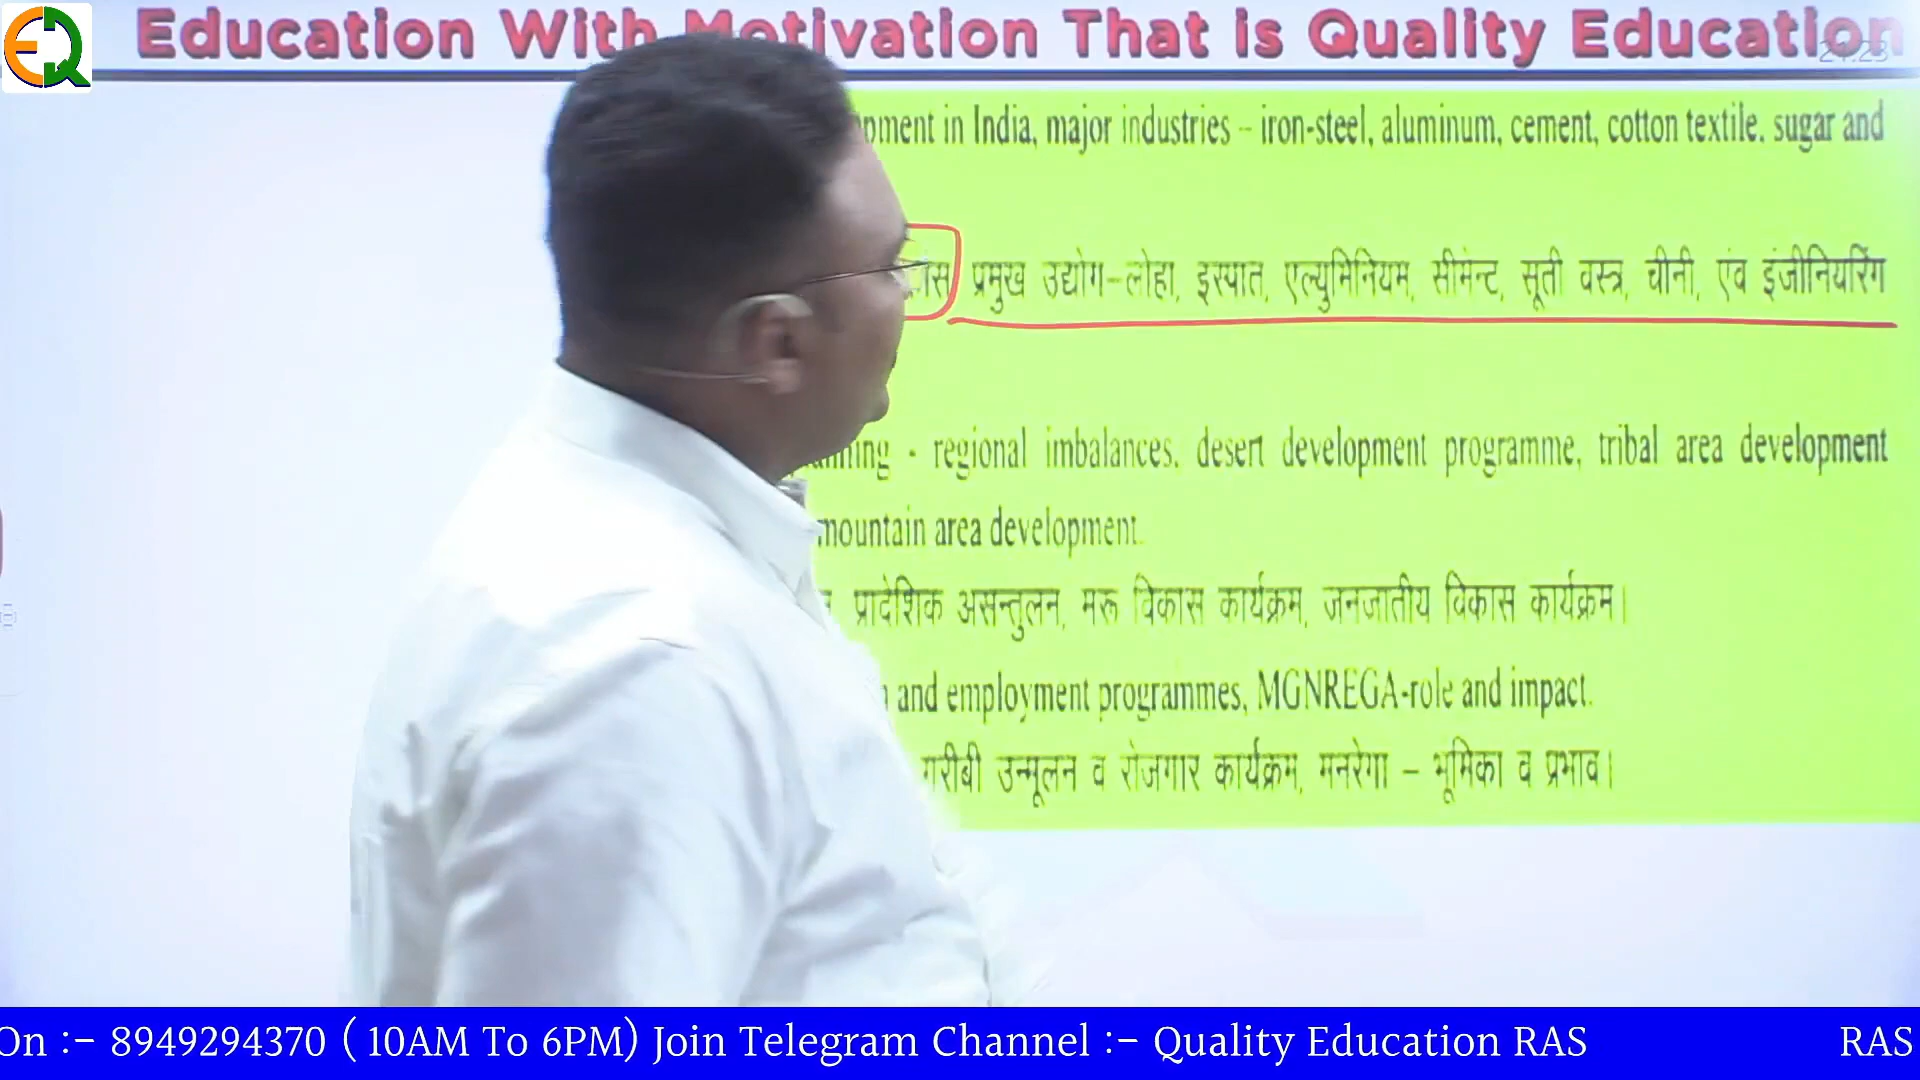 EQ
Education With Motivation That is Quality Education
21:23
in India, major industries – iron-steel, aluminum, cement, cotton textile, sugar and
प्रमुख उद्योग–लोहा, इस्पात, एल्युमिनियम, सीमेन्ट, सूती वस्त्र, चीनी, एंव इंजीनियरिंग
- regional imbalances, desert development programme, tribal area development
mountain area development.
प्रादेशिक असन्तुलन, मरू विकास कार्यक्रम, जनजातीय विकास कार्यक्रम।
and employment programmes, MGNREGA-role and impact.
गरीबी उन्मूलन व रोजगार कार्यक्रम, मनरेगा – भूमिका व प्रभाव।
On :- 8949294370 ( 10AM To 6PM) Join Telegram Channel :- Quality Education RAS RAS